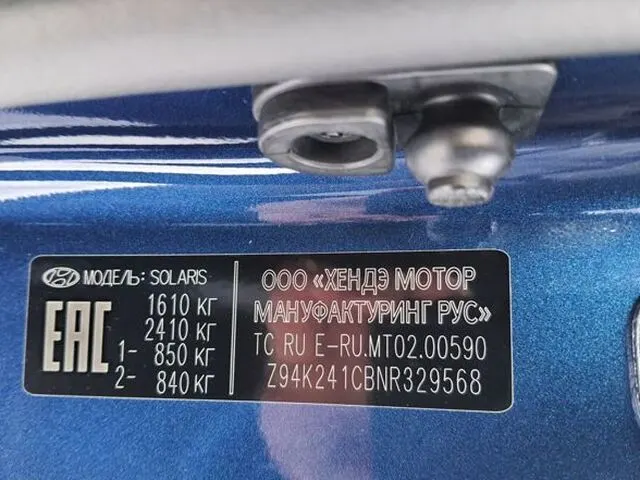 МОДЕЛЬ: SOLARIS
EAC
1610 КГ
2410 КГ
1- 850 КГ
2- 840 КГ
ООО «ХЕНДЭ МОТОР
МАНУФАКТУРИНГ РУС»
ТС RU E-RU.MT02.00590
Z94K241CBNR329568